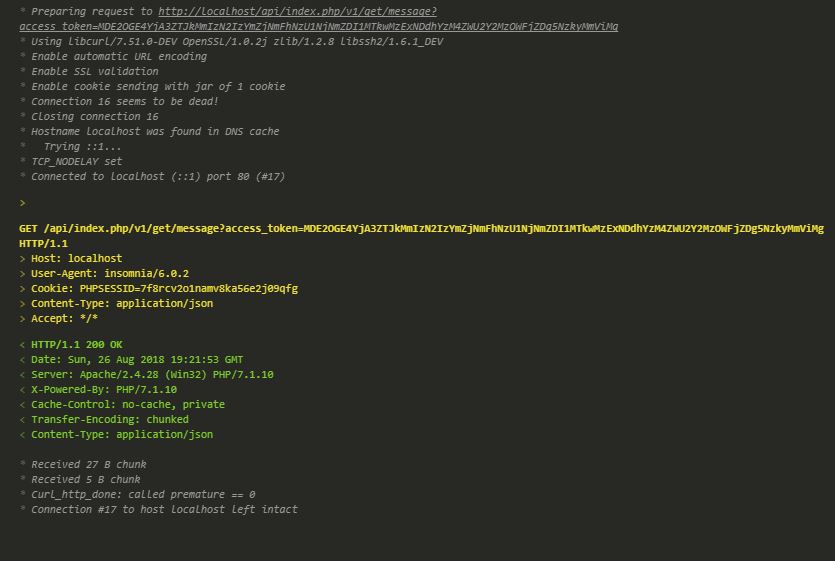 * Preparing request to http://localhost/api/index.php/v1/get/message?
access_token=MDE2OGE4YjA3ZTJkMmIzN2IzYmZjNmFhNzU1NjNmZDI1MTkwMzExNDdhYzM4ZWU2Y2MzOWFjZDg5NzkyMmViMg
* Using libcurl/7.51.0-DEV OpenSSL/1.0.2j zlib/1.2.8 libssh2/1.6.1_DEV
* Enable automatic URL encoding
* Enable SSL validation
* Enable cookie sending with jar of 1 cookie
* Connection 16 seems to be dead!
* Closing connection 16
* Hostname localhost was found in DNS cache
*   Trying ::1...
* TCP_NODELAY set
* Connected to localhost (::1) port 80 (#17)
>
GET /api/index.php/v1/get/message?access_token=MDE2OGE4YjA3ZTJkMmIzN2IzYmZjNmFhNzU1NjNmZDI1MTkwMzExNDdhYzM4ZWU2Y2MzOWFjZDg5NzkyMmViMg
HTTP/1.1
> Host: localhost
> User-Agent: insomnia/6.0.2
> Cookie: PHPSESSID=7f8rcv2o1namv8ka56e2j09qfg
> Content-Type: application/json
> Accept: */*
< HTTP/1.1 200 OK
< Date: Sun, 26 Aug 2018 19:21:53 GMT
< Server: Apache/2.4.28 (Win32) PHP/7.1.10
< X-Powered-By: PHP/7.1.10
< Cache-Control: no-cache, private
< Transfer-Encoding: chunked
< Content-Type: application/json
* Received 27 B chunk
* Received 5 B chunk
* Curl_http_done: called premature == 0
* Connection #17 to host localhost left intact